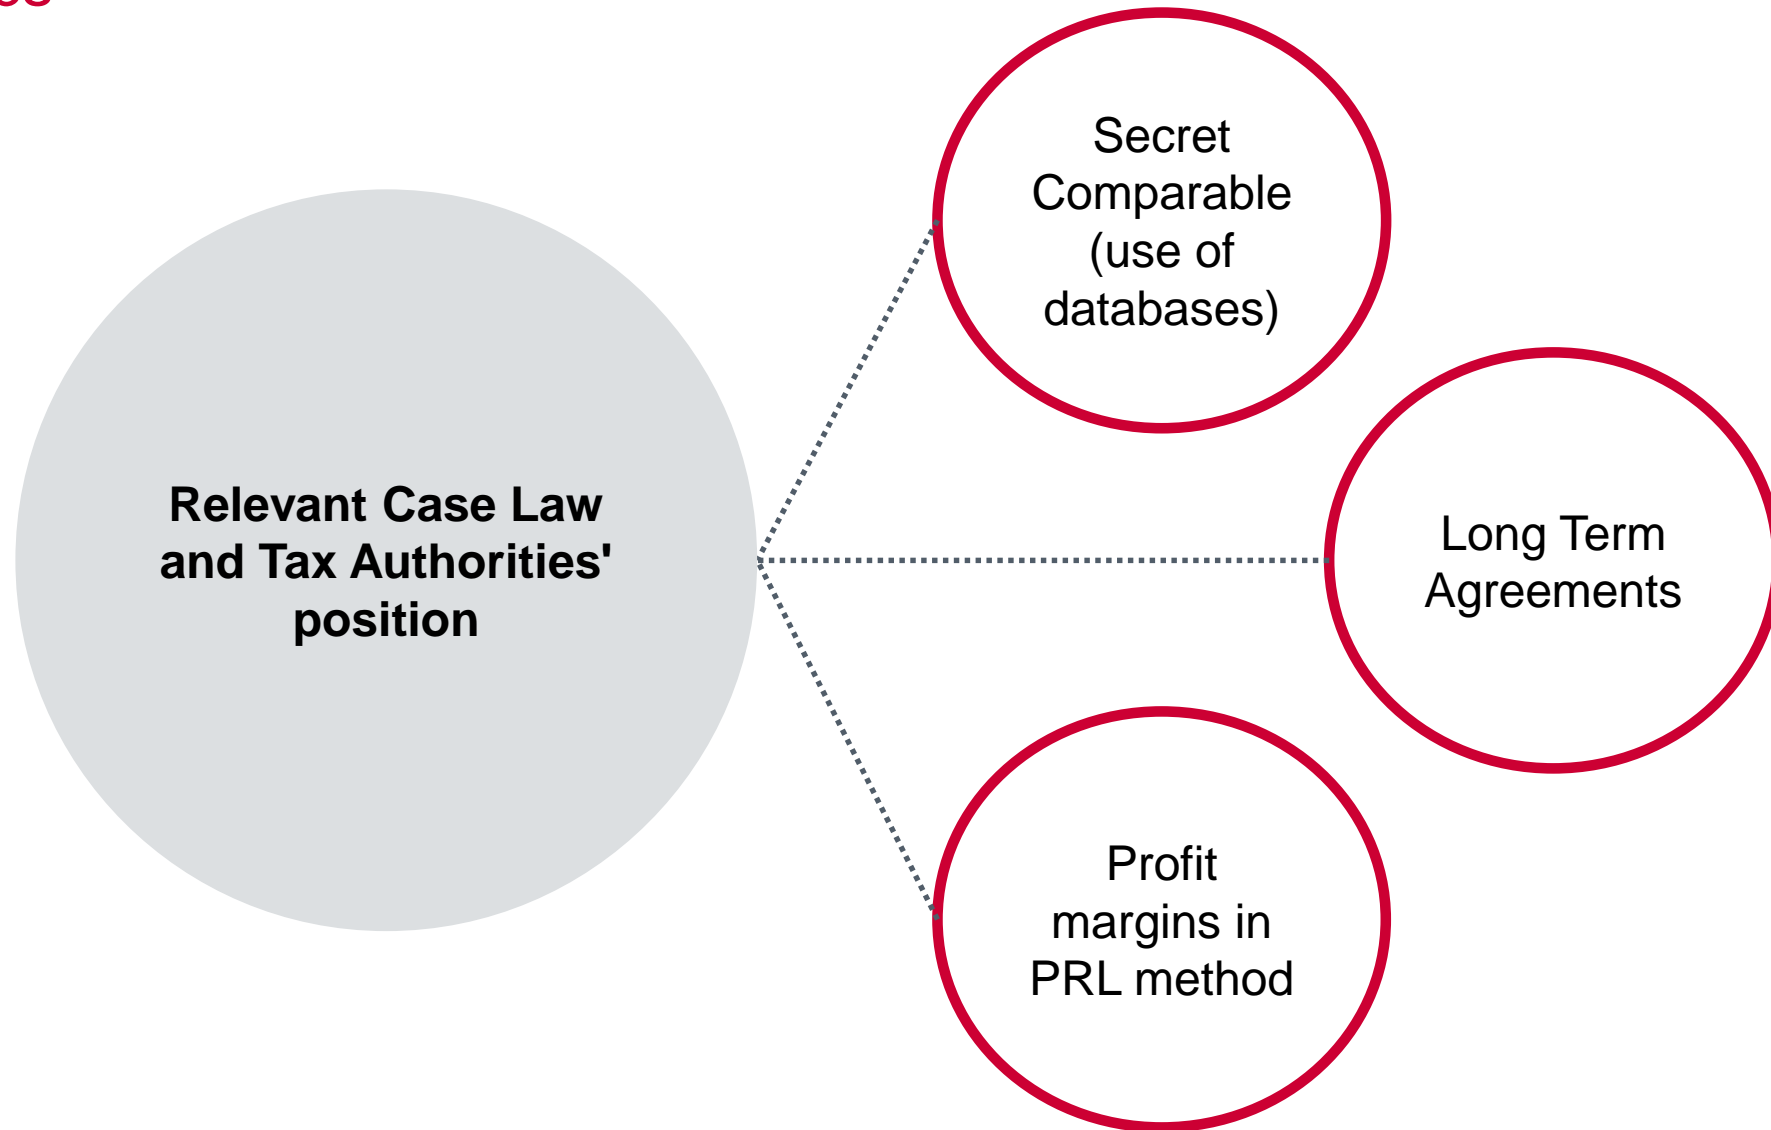 Relevant Case Law
and Tax Authorities'
position
Secret
Comparable
(use of
databases)
Long Term
Agreements
Profit
margins in
PRL method